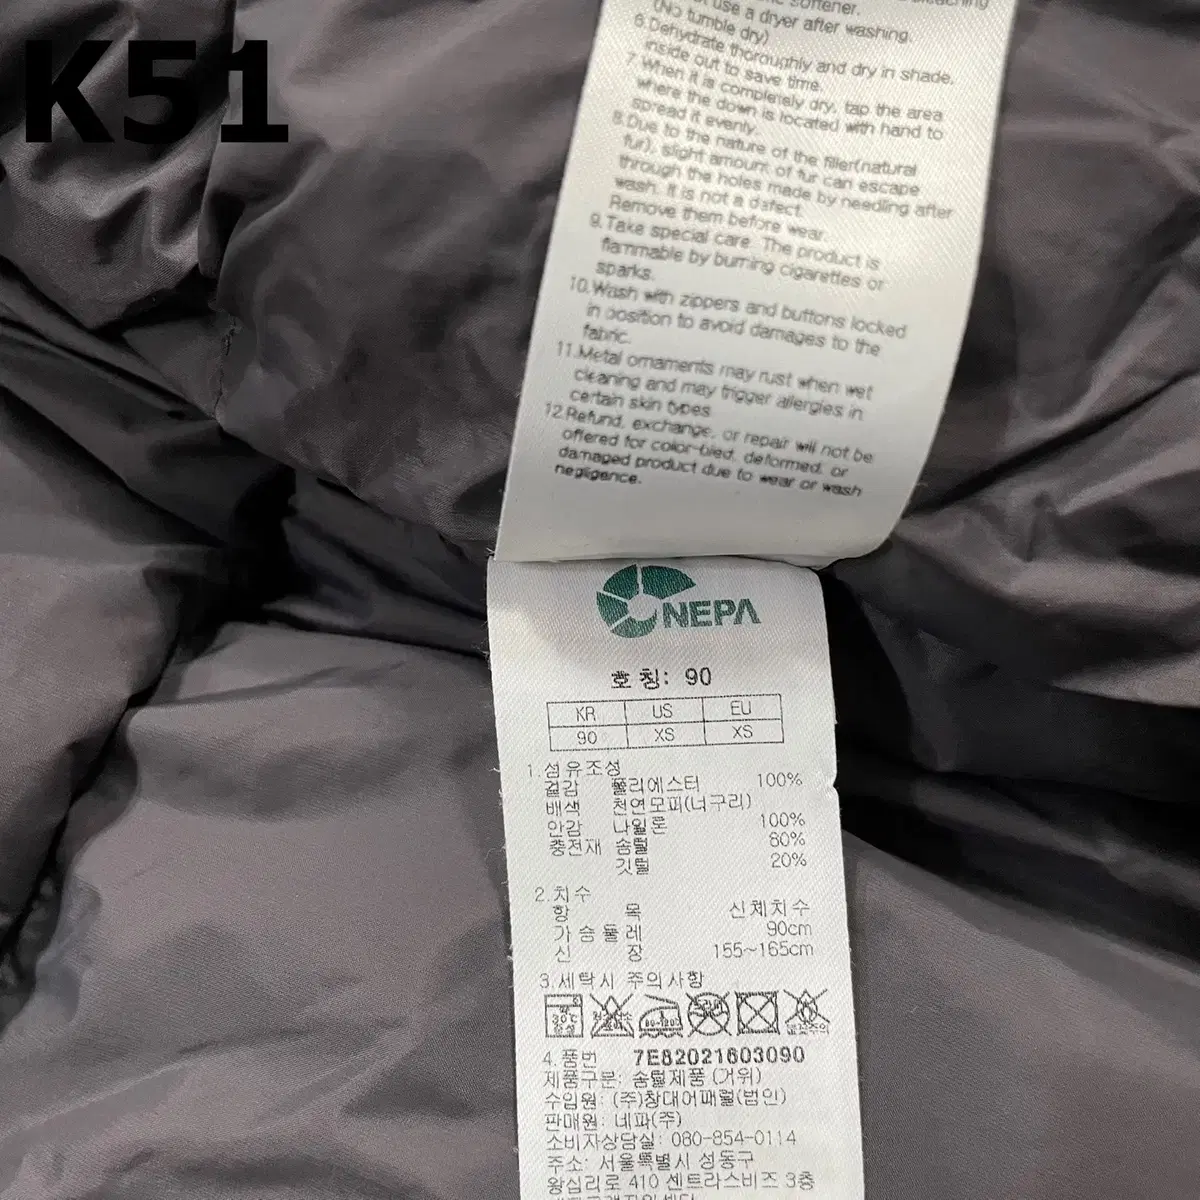 K51
softener.
use a dryer after washing.
(No tumble dry)
6.Dehydrate thoroughly and dry in shade,
inside out to save time.
7.When it is completely dry, tap the area
where the down is located with hand to
spread it evenly.
8.Due to the nature of the filler(natural
fur), slight amount of fur can escape
through the holes made by needling after
wash. It is not a defect.
Remove them before wear.
9.Take special care. The product is
flammable by burning cigarettes or
sparks.
10.Wash with zippers and buttons locked
in position to avoid damages to the
fabric.
11.Metal ornaments may rust when wet
cleaning and may trigger allergies in
certain skin types.
12.Refund, exchange, or repair will not be
offered for color-bled, deformed, or
damaged product due to wear or wash
negligence.
NEPA
호 칭: 90
KR US EU
90 XS XS
1.섬유조성
겉감 폴리에스터 100%
배색 천연모피(너구리)
안감 나일론 100%
충전재 솜털 80%
깃털 20%
2.치수
항 목 신체치수
가슴둘레 90cm
신 장 155~165cm
3.세탁시 주의사항
30℃ 중성
80~120℃
4.품번 7E82021603090
제품구분: 솜털제품 (거위)
수입원: (주)창대어패럴(법인)
판매원: 네파(주)
소비자상담실: 080-854-0114
주소: 서울특별시 성동구
왕십리로 410 센트라스비즈 3층